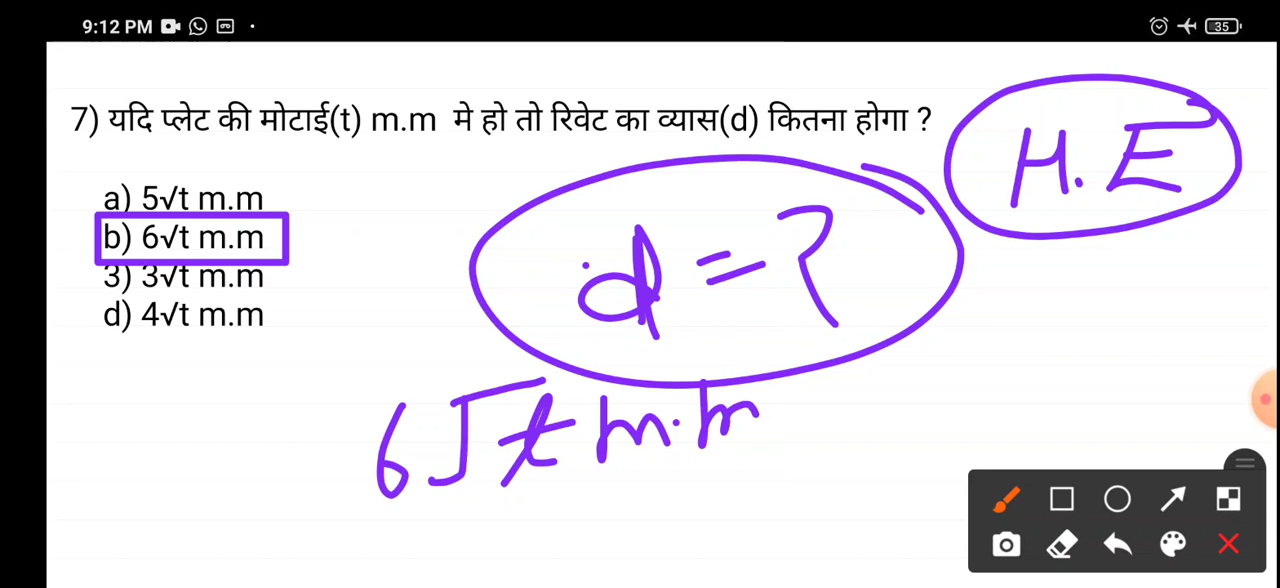 9:12 PM
35
7) यदि प्लेट की मोटाई(t) m.m मे हो तो रिवेट का व्यास(d) कितना होगा ?
M.E
a) 5√t m.m
b) 6√t m.m
3) 3√t m.m
d) 4√t m.m
d = ?
6√t m.m